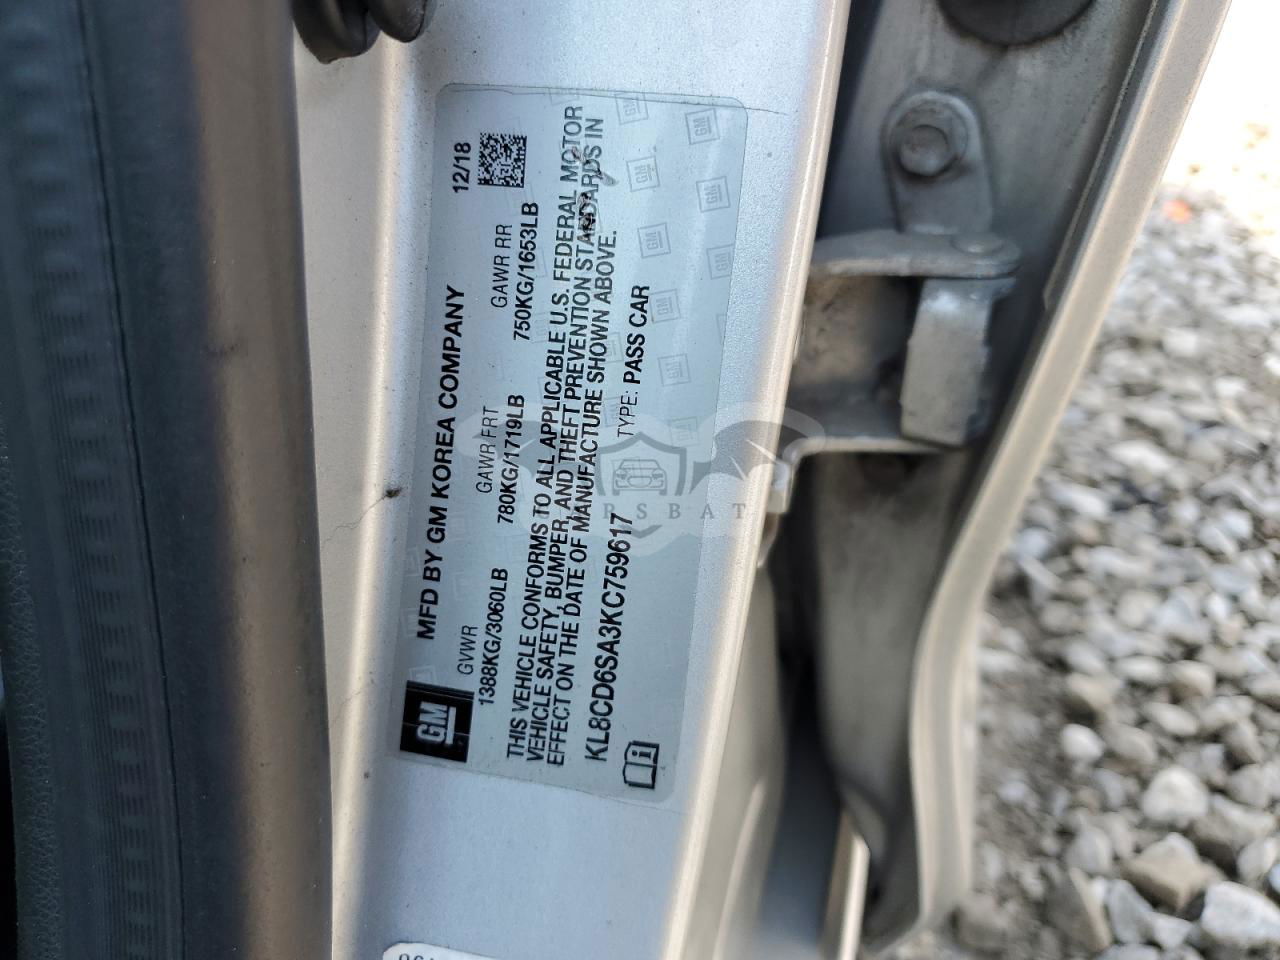 MFD BY GM KOREA COMPANY 12/18
GM
GVWR GAWR FRT GAWR RR
1388KG/3060LB 780KG/1719LB 750KG/1653LB
THIS VEHICLE CONFORMS TO ALL APPLICABLE U.S. FEDERAL MOTOR
VEHICLE SAFETY, BUMPER, AND THEFT PREVENTION STANDARDS IN
EFFECT ON THE DATE OF MANUFACTURE SHOWN ABOVE.
KL8CD6SA3KC759617 TYPE: PASS CAR